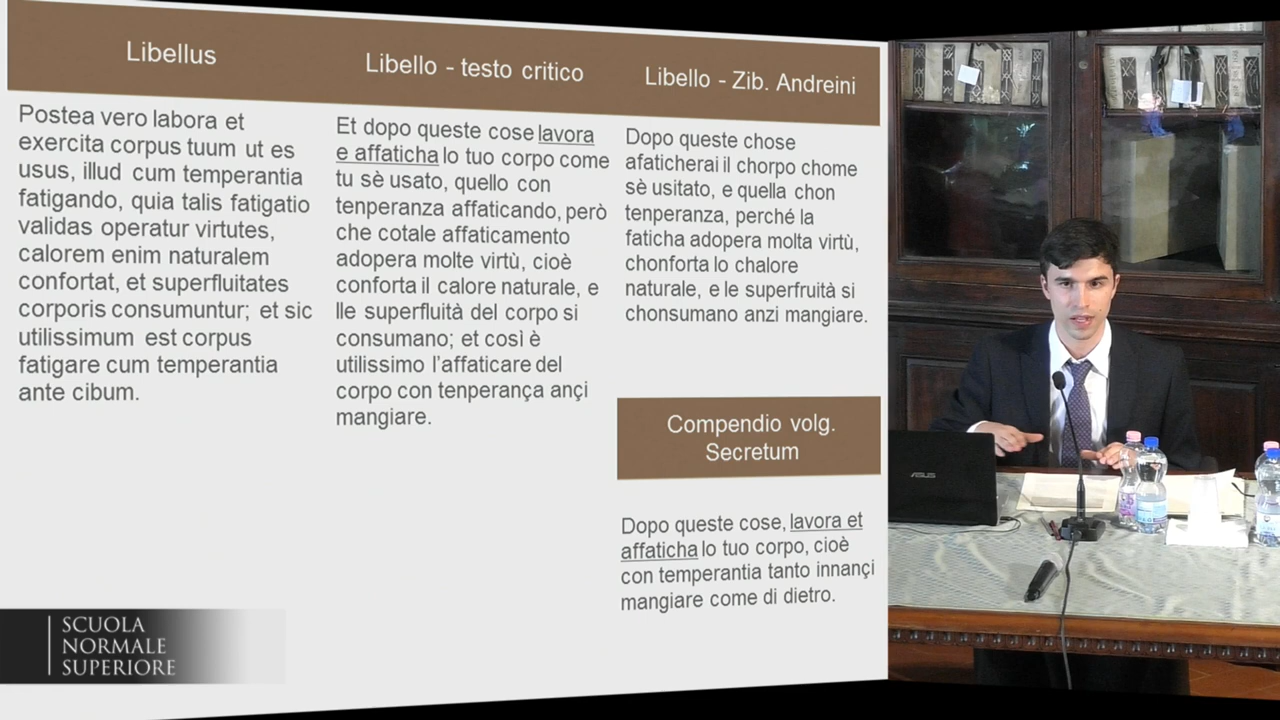 Libellus
Postea vero labora et
exercita corpus tuum ut es
usus, illud cum temperantia
fatigando, quia talis fatigatio
validas operatur virtutes,
calorem enim naturalem
confortat, et superfluitates
corporis consumuntur; et sic
utilissimum est corpus
fatigare cum temperantia
ante cibum.
Libello - testo critico
Et dopo queste cose lavora
e affaticha lo tuo corpo come
tu sè usato, quello con
tenperanza affaticando, però
che cotale affaticamento
adopera molte virtù, cioè
conforta il calore naturale, e
lle superfluità del corpo si
consumano; et così è
utilissimo l'affaticare del
corpo con tenperança ançi
mangiare.
Libello - Zib. Andreini
Dopo queste chose
afaticherai il chorpo chome
sè usitato, e quella chon
tenperanza, perché la
faticha adopera molta virtù,
chonforta lo chalore
naturale, e le superfruità si
chonsumano anzi mangiare.
Compendio volg.
Secretum
Dopo queste cose, lavora et
affaticha lo tuo corpo, cioè
con temperantia tanto innançi
mangiare come di dietro.
SCUOLA
NORMALE
SUPERIORE
ASUS